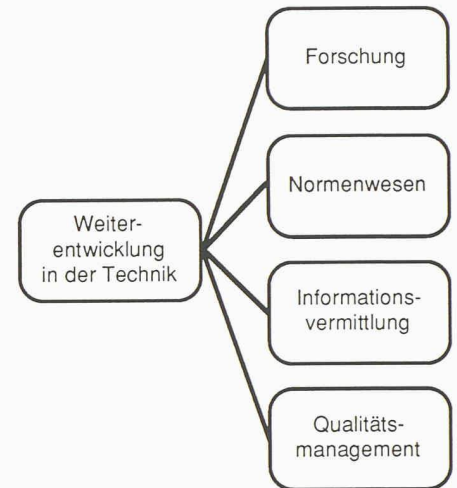 Forschung
Normenwesen
Weiter-
entwicklung
in der Technik
Informations-
vermittlung
Qualitäts-
management